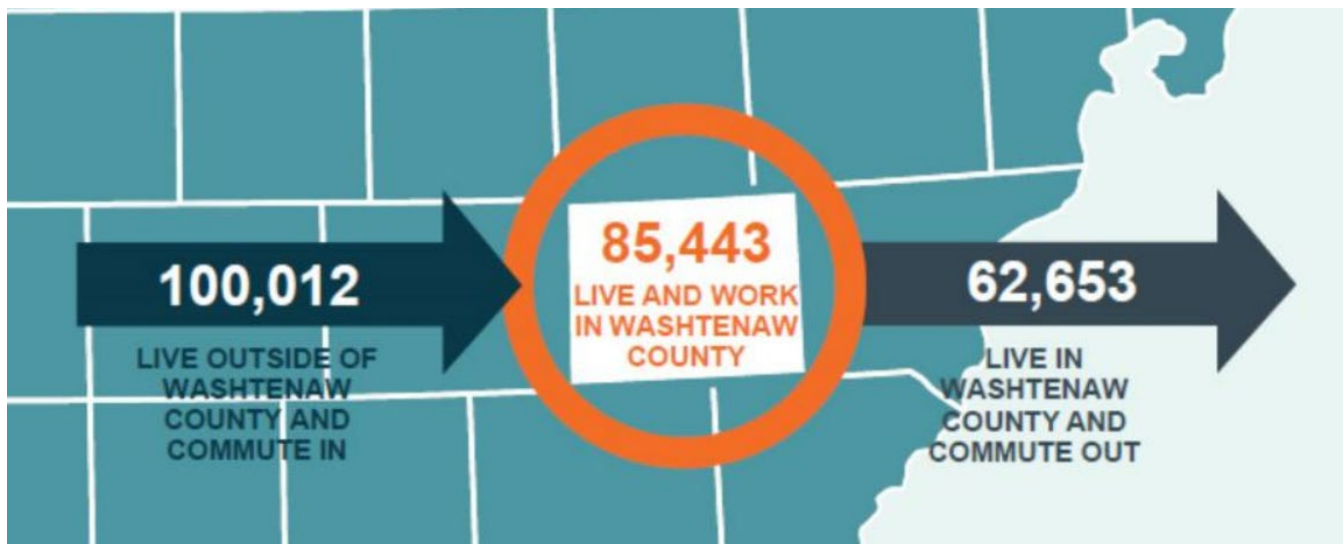 100,012
LIVE OUTSIDE OF
WASHTENAW
COUNTY AND
COMMUTE IN
85,443
LIVE AND WORK
IN WASHTENAW
COUNTY
62,653
LIVE IN
WASHTENAW
COUNTY AND
COMMUTE OUT